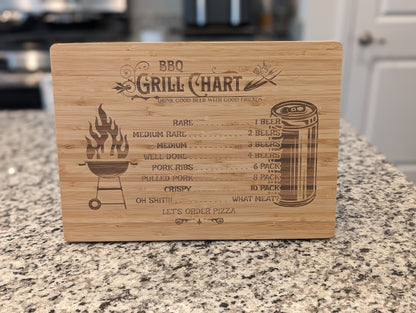 BBQ
GRILL CHART
DRINK GOOD BEER WITH GOOD FRIENDS
RARE ........................ 1 BEER
MEDIUM RARE .................. 2 BEERS
MEDIUM ...................... 3 BEERS
WELL DONE ................... 4 BEERS
PORK RIBS ................... 6 PACK
PULLED PORK ................. 8 PACK
CRISPY ...................... 10 PACK
OH SHIT!!! .................. WHAT MEAT?
LET'S ORDER PIZZA